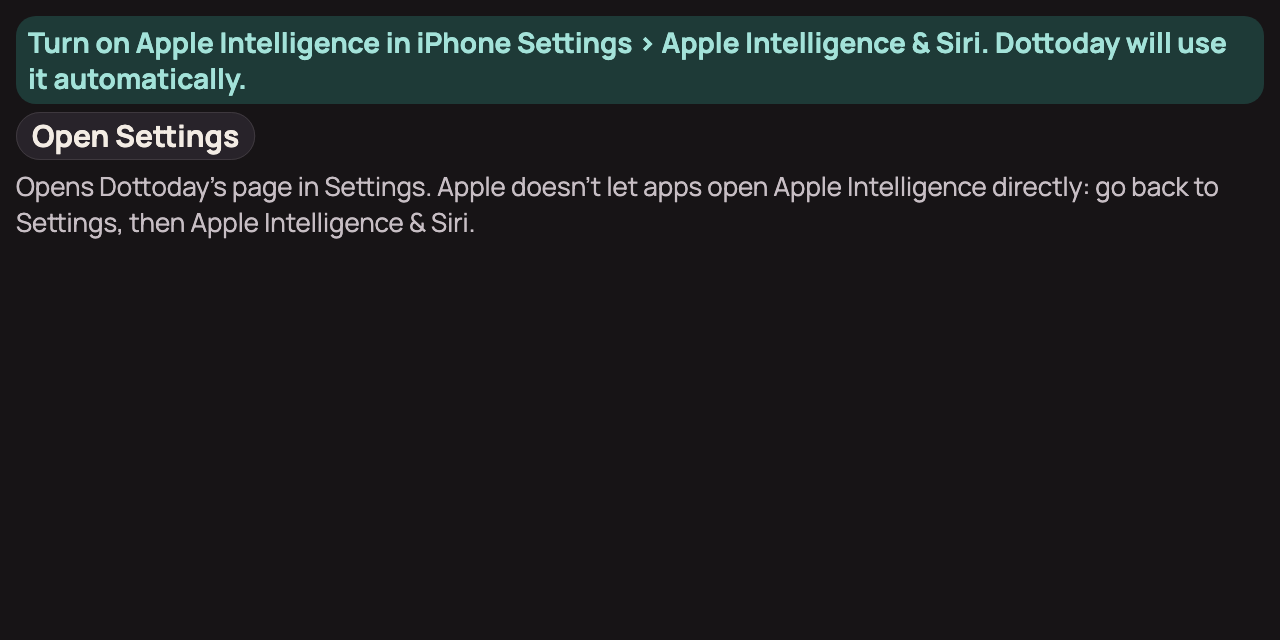 Turn on Apple Intelligence in iPhone Settings › Apple Intelligence & Siri. Dottoday will use
it automatically.
Open Settings
Opens Dottoday’s page in Settings. Apple doesn’t let apps open Apple Intelligence directly: go back to
Settings, then Apple Intelligence & Siri.